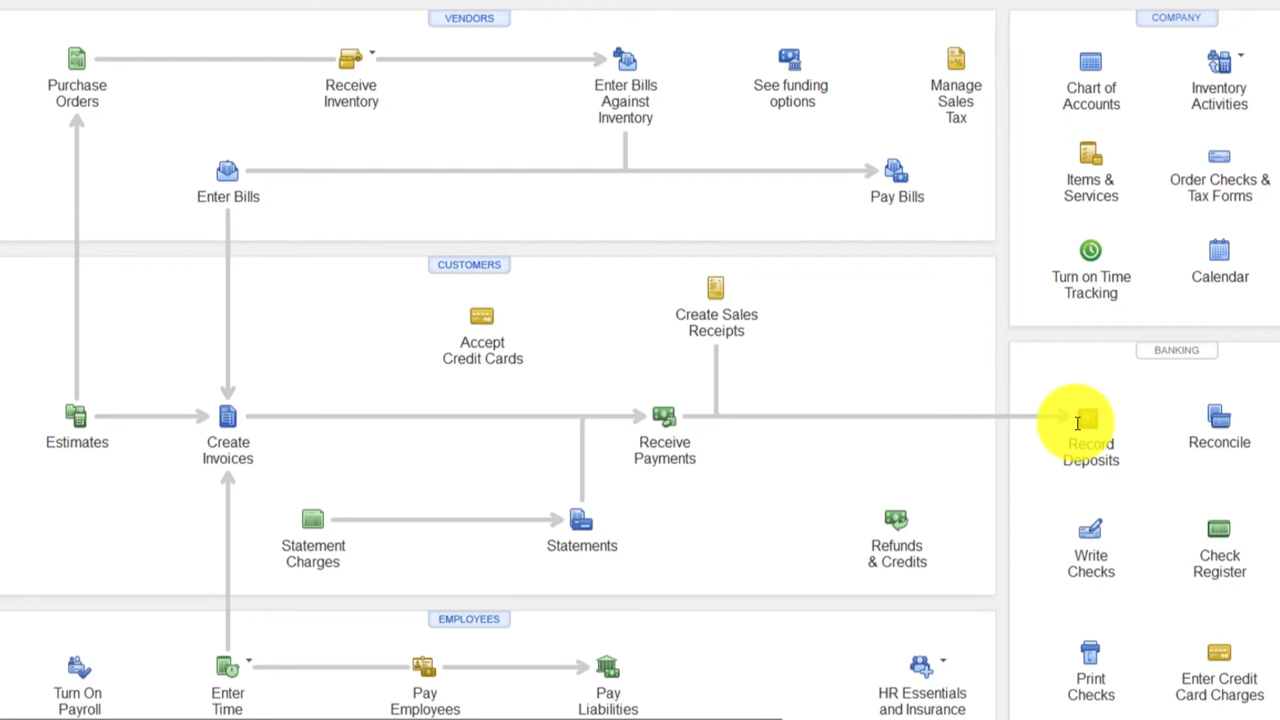 VENDORS
Purchase
Orders
Receive
Inventory
Enter Bills
Against
Inventory
See funding
options
Manage
Sales
Tax
Enter Bills
Pay Bills
CUSTOMERS
Accept
Credit Cards
Create Sales
Receipts
Estimates
Create
Invoices
Receive
Payments
Statement
Charges
Statements
Refunds
& Credits
EMPLOYEES
Turn On
Payroll
Enter
Time
Pay
Employees
Pay
Liabilities
HR Essentials
and Insurance
COMPANY
Chart of
Accounts
Inventory
Activities
Items &
Services
Order Checks &
Tax Forms
Turn on Time
Tracking
Calendar
BANKING
Record
Deposits
Reconcile
Write
Checks
Check
Register
Print
Checks
Enter Credit
Card Charges